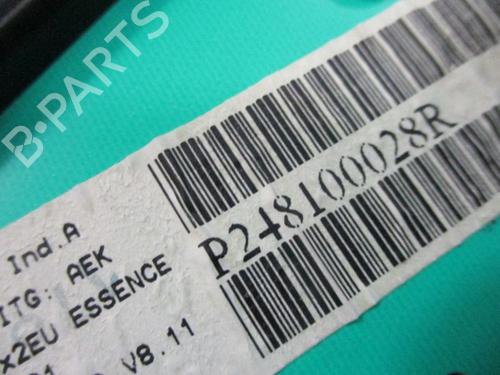 B-PARTS
Ind.A
ITG: AEK
x2EU ESSENCE
V8.11
P248100028R